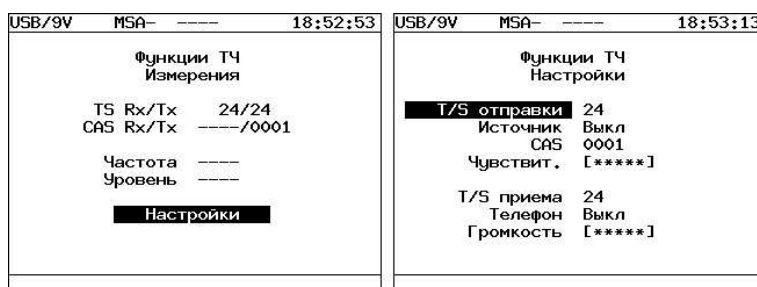 USB/9V MSA- ---- 18:52:53
Функции ТЧ
Измерения
TS Rx/Tx 24/24
CAS Rx/Tx ----/0001
Частота ----
Уровень ----
Настройки
USB/9V MSA- ---- 18:53:13
Функции ТЧ
Настройки
T/S отправки 24
Источник Выкл
CAS 0001
Чувствит. [*****]
T/S приема 24
Телефон Выкл
Громкость [*****]